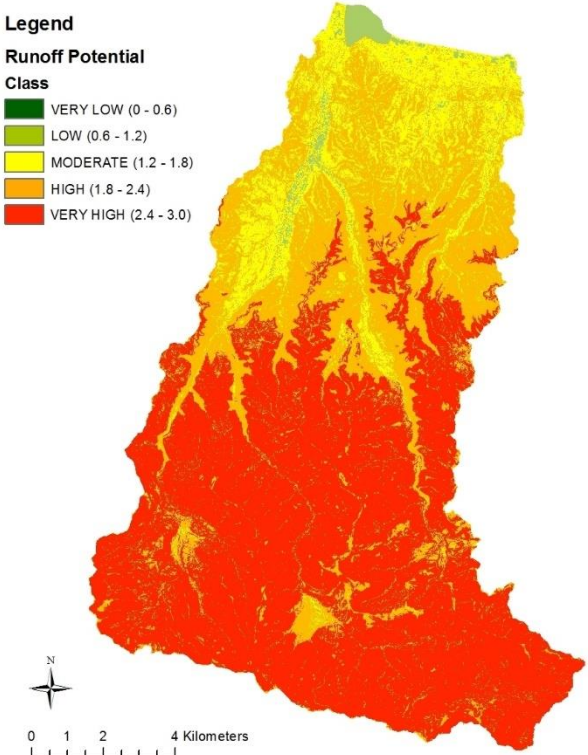 Legend
Runoff Potential
Class
VERY LOW (0 - 0.6)
LOW (0.6 - 1.2)
MODERATE (1.2 - 1.8)
HIGH (1.8 - 2.4)
VERY HIGH (2.4 - 3.0)
N
0 1 2 4 Kilometers